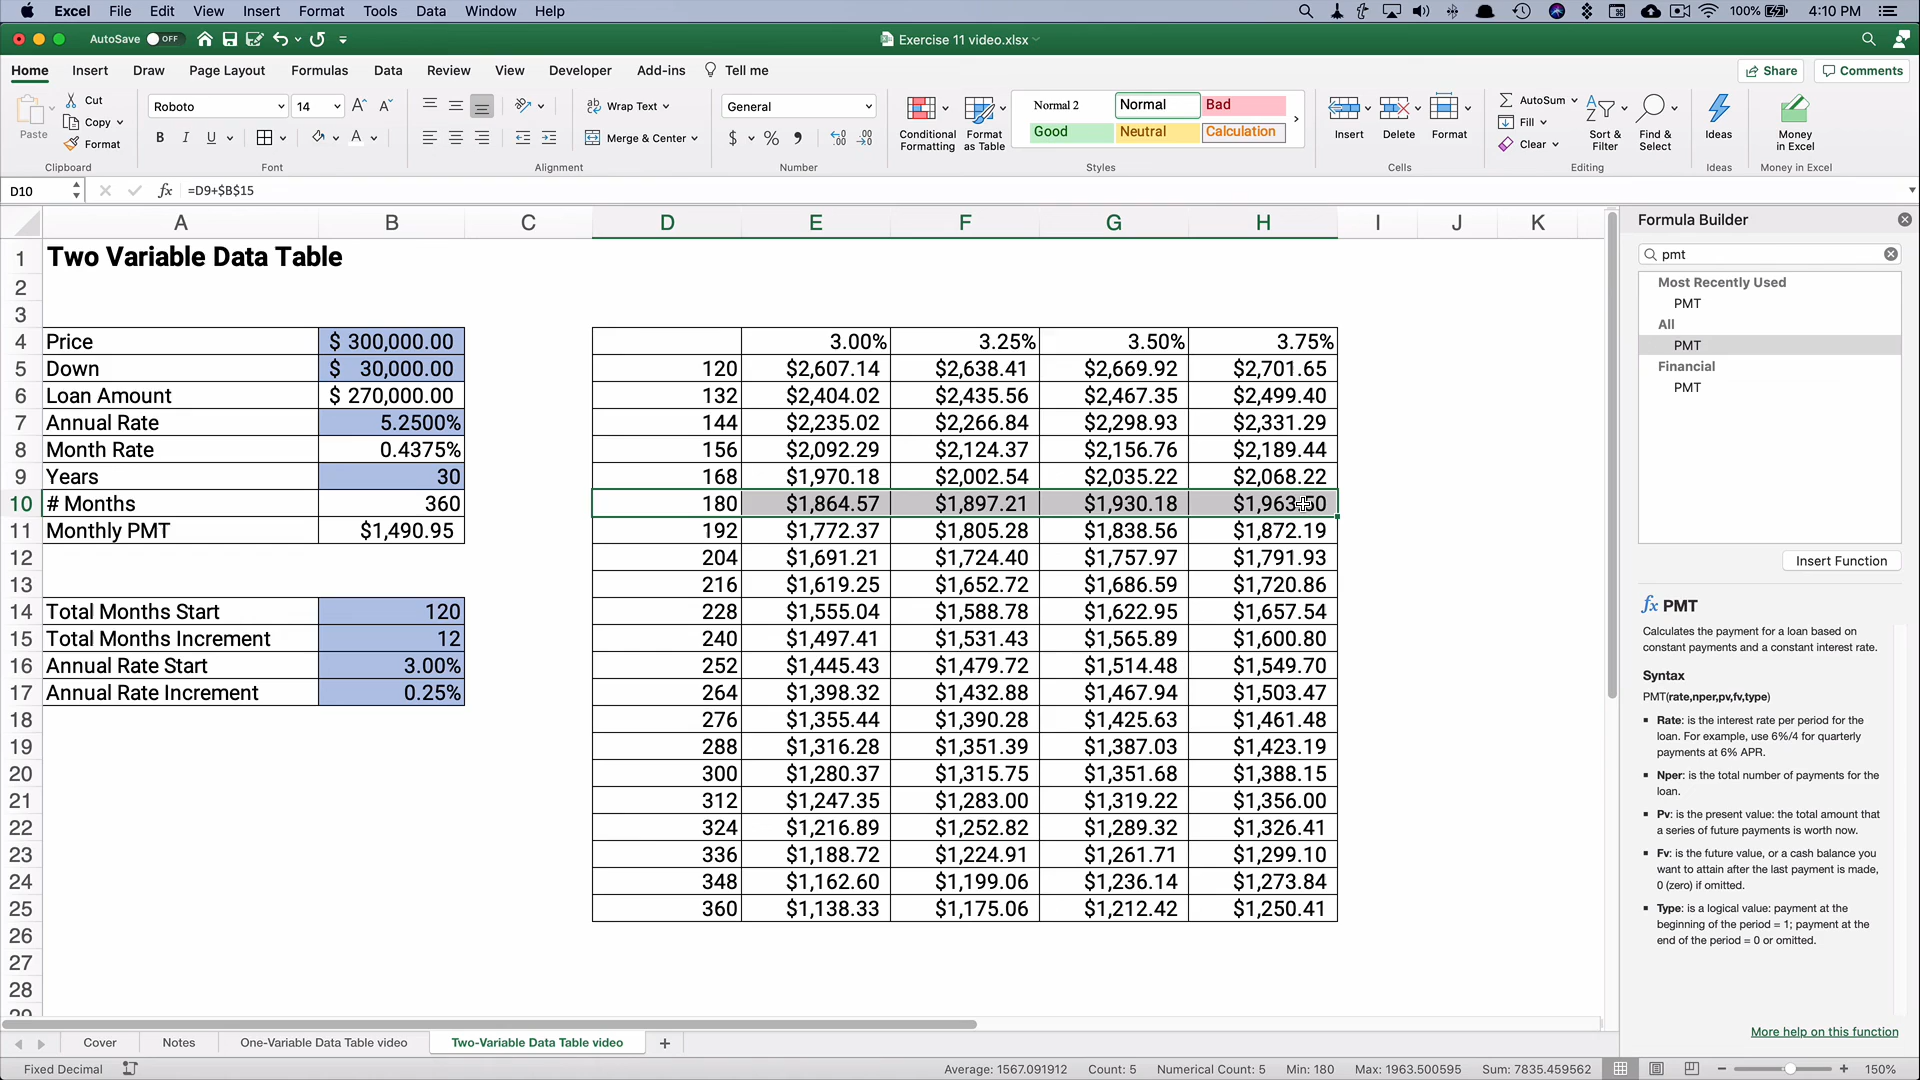 Excel File Edit View Insert Format Tools Data Window Help 100% 4:10 PM
AutoSave OFF Exercise 11 video.xlsx
Home Insert Draw Page Layout Formulas Data Review View Developer Add-ins Tell me Share Comments
Paste Cut Copy Format Clipboard
Roboto 14 B I U A Font
Wrap Text Merge & Center Alignment
General $ % Number
Conditional Formatting Format as Table Normal 2 Normal Bad Good Neutral Calculation Styles
Insert Delete Format Cells
AutoSum Fill Clear Sort & Filter Find & Select Editing
Ideas Ideas
Money in Excel Money in Excel
D10 fx =D9+$B$15
A B C D E F G H I J K
1 Two Variable Data Table
2
3
4 Price $ 300,000.00 3.00% 3.25% 3.50% 3.75%
5 Down $ 30,000.00 120 $2,607.14 $2,638.41 $2,669.92 $2,701.65
6 Loan Amount $ 270,000.00 132 $2,404.02 $2,435.56 $2,467.35 $2,499.40
7 Annual Rate 5.2500% 144 $2,235.02 $2,266.84 $2,298.93 $2,331.29
8 Month Rate 0.4375% 156 $2,092.29 $2,124.37 $2,156.76 $2,189.44
9 Years 30 168 $1,970.18 $2,002.54 $2,035.22 $2,068.22
10 # Months 360 180 $1,864.57 $1,897.21 $1,930.18 $1,963.50
11 Monthly PMT $1,490.95 192 $1,772.37 $1,805.28 $1,838.56 $1,872.19
12 204 $1,691.21 $1,724.40 $1,757.97 $1,791.93
13 216 $1,619.25 $1,652.72 $1,686.59 $1,720.86
14 Total Months Start 120 228 $1,555.04 $1,588.78 $1,622.95 $1,657.54
15 Total Months Increment 12 240 $1,497.41 $1,531.43 $1,565.89 $1,600.80
16 Annual Rate Start 3.00% 252 $1,445.43 $1,479.72 $1,514.48 $1,549.70
17 Annual Rate Increment 0.25% 264 $1,398.32 $1,432.88 $1,467.94 $1,503.47
18 276 $1,355.44 $1,390.28 $1,425.63 $1,461.48
19 288 $1,316.28 $1,351.39 $1,387.03 $1,423.19
20 300 $1,280.37 $1,315.75 $1,351.68 $1,388.15
21 312 $1,247.35 $1,283.00 $1,319.22 $1,356.00
22 324 $1,216.89 $1,252.82 $1,289.32 $1,326.41
23 336 $1,188.72 $1,224.91 $1,261.71 $1,299.10
24 348 $1,162.60 $1,199.06 $1,236.14 $1,273.84
25 360 $1,138.33 $1,175.06 $1,212.42 $1,250.41
26
27
28
29
Formula Builder
pmt
Most Recently Used
PMT
All
PMT
Financial
PMT
Insert Function
fx PMT
Calculates the payment for a loan based on
constant payments and a constant interest rate.
Syntax
PMT(rate,nper,pv,fv,type)
▪ Rate: is the interest rate per period for the
loan. For example, use 6%/4 for quarterly
payments at 6% APR.
▪ Nper: is the total number of payments for the
loan.
▪ Pv: is the present value: the total amount that
a series of future payments is worth now.
▪ Fv: is the future value, or a cash balance you
want to attain after the last payment is made,
0 (zero) if omitted.
▪ Type: is a logical value: payment at the
beginning of the period = 1; payment at the
end of the period = 0 or omitted.
More help on this function
Cover Notes One-Variable Data Table video Two-Variable Data Table video +
Fixed Decimal Average: 1567.091912 Count: 5 Numerical Count: 5 Min: 180 Max: 1963.500595 Sum: 7835.459562 150%